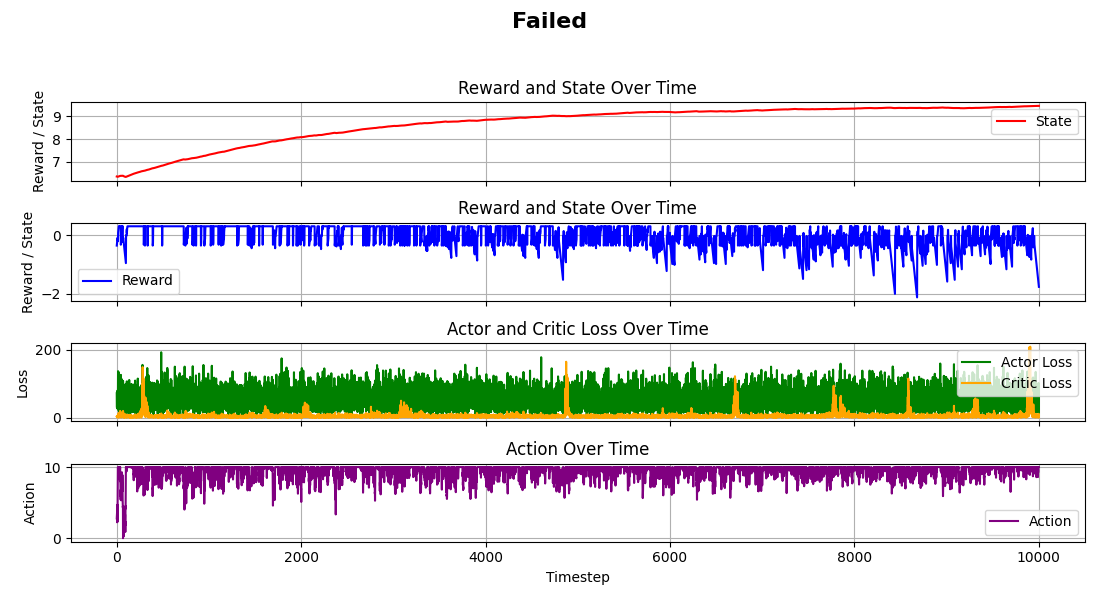 Failed
Reward and State Over Time
Reward / State
9
8
7
State
Reward and State Over Time
Reward / State
0
−2
Reward
Actor and Critic Loss Over Time
Loss
200
100
0
Actor Loss
Critic Loss
Action Over Time
Action
10
0
Action
0 2000 4000 6000 8000 10000
Timestep